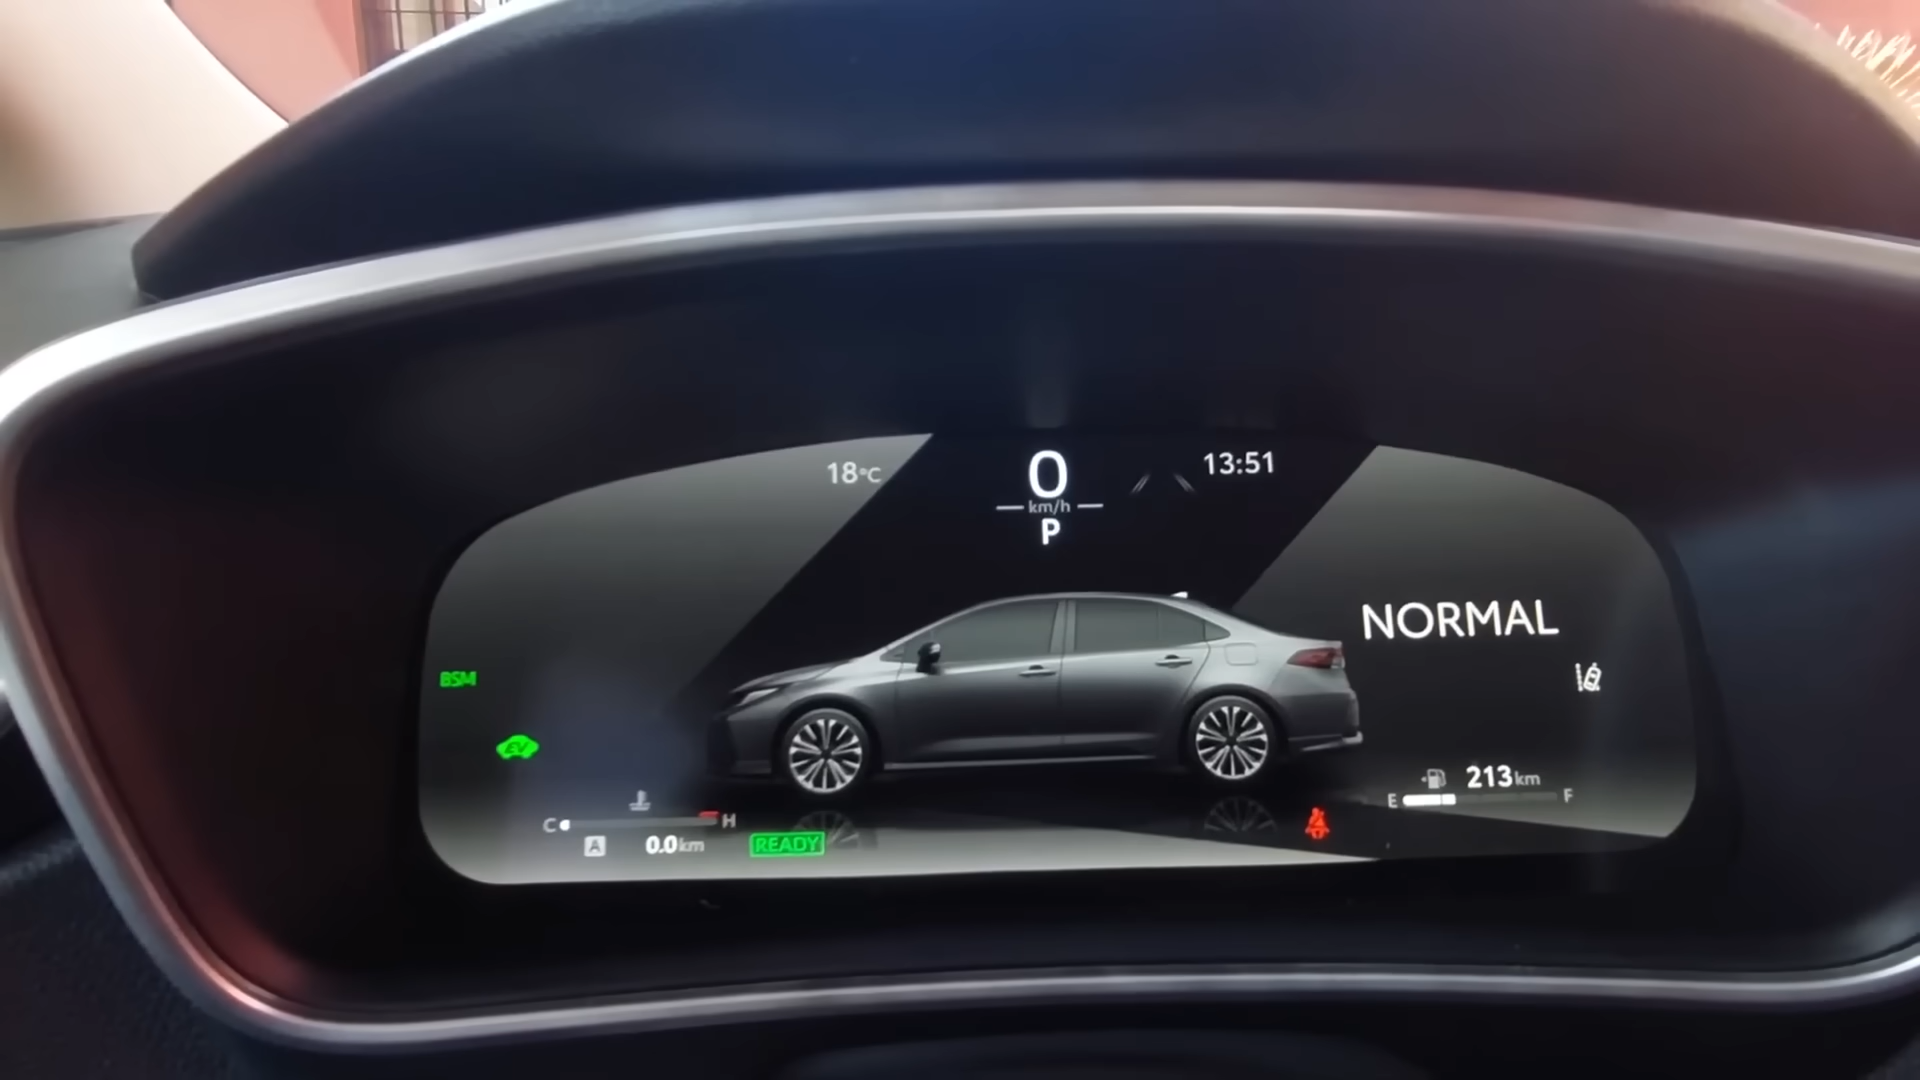 18°C
0
km/h
P
13:51
NORMAL
BSM
EV
213km
E F
C H
A 0.0km
READY